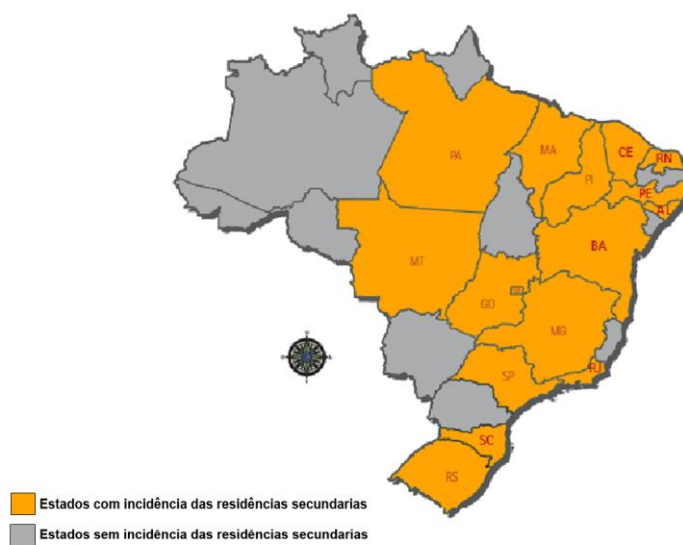 PA
MA
CE
RN
PI
PE
AL
BA
MT
GO
MG
SP
RJ
SC
RS
Estados com incidência das residências secundarias
Estados sem incidência das residências secundarias